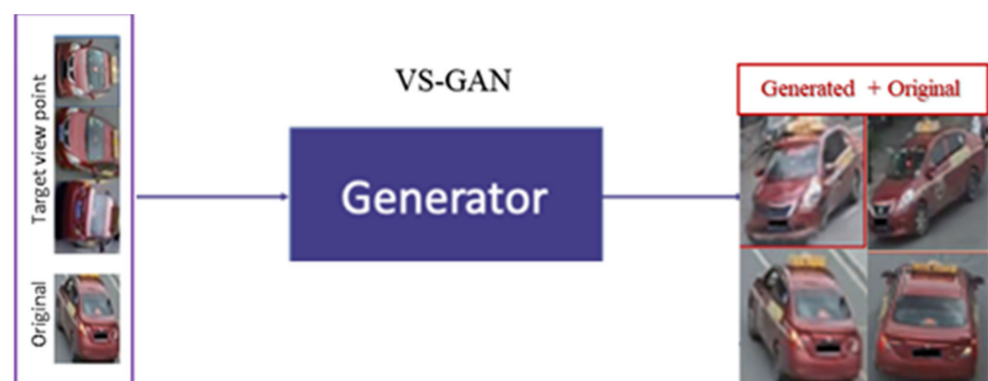 Target view point
Original
VS-GAN
Generator
Generated + Original